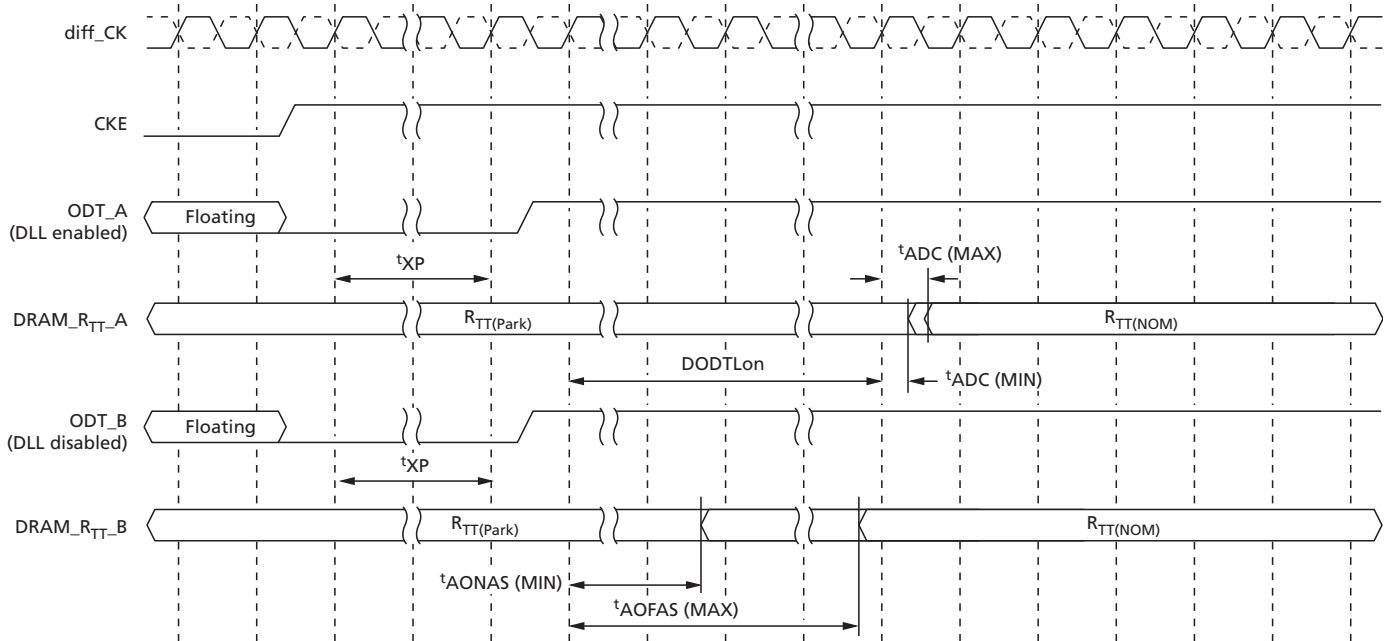 diff_CK
CKE
ODT_A
(DLL enabled)
Floating
tXP
tADC (MAX)
DRAM_RTT_A
RTT(Park)
RTT(NOM)
DODTLon
tADC (MIN)
ODT_B
(DLL disabled)
Floating
tXP
DRAM_RTT_B
RTT(Park)
RTT(NOM)
tAONAS (MIN)
tAOFAS (MAX)